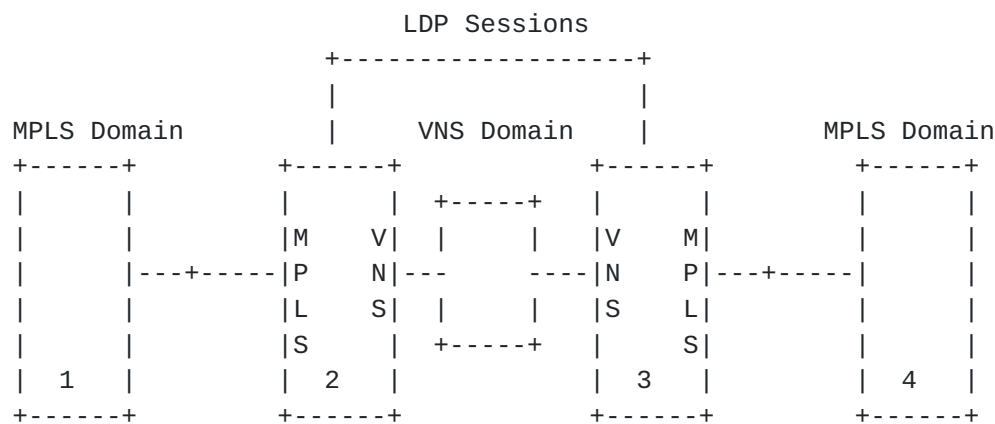 LDP Sessions
                    +--------------------+
                    |                    |
MPLS Domain         |     VNS Domain     |           MPLS Domain
+------+         +------+            +------+         +------+
|      |         |      |  +-----+   |      |         |      |
|      |         |M    V|  |     |   |V    M|         |      |
|      |---+-----|P    N|---     ----|N    P|---+-----|      |
|      |         |L    S|  |     |   |S    L|         |      |
|      |         |S     |  +-----+   |     S|         |      |
|  1   |         |  2   |            |  3   |         |  4   |
+------+         +------+            +------+         +------+